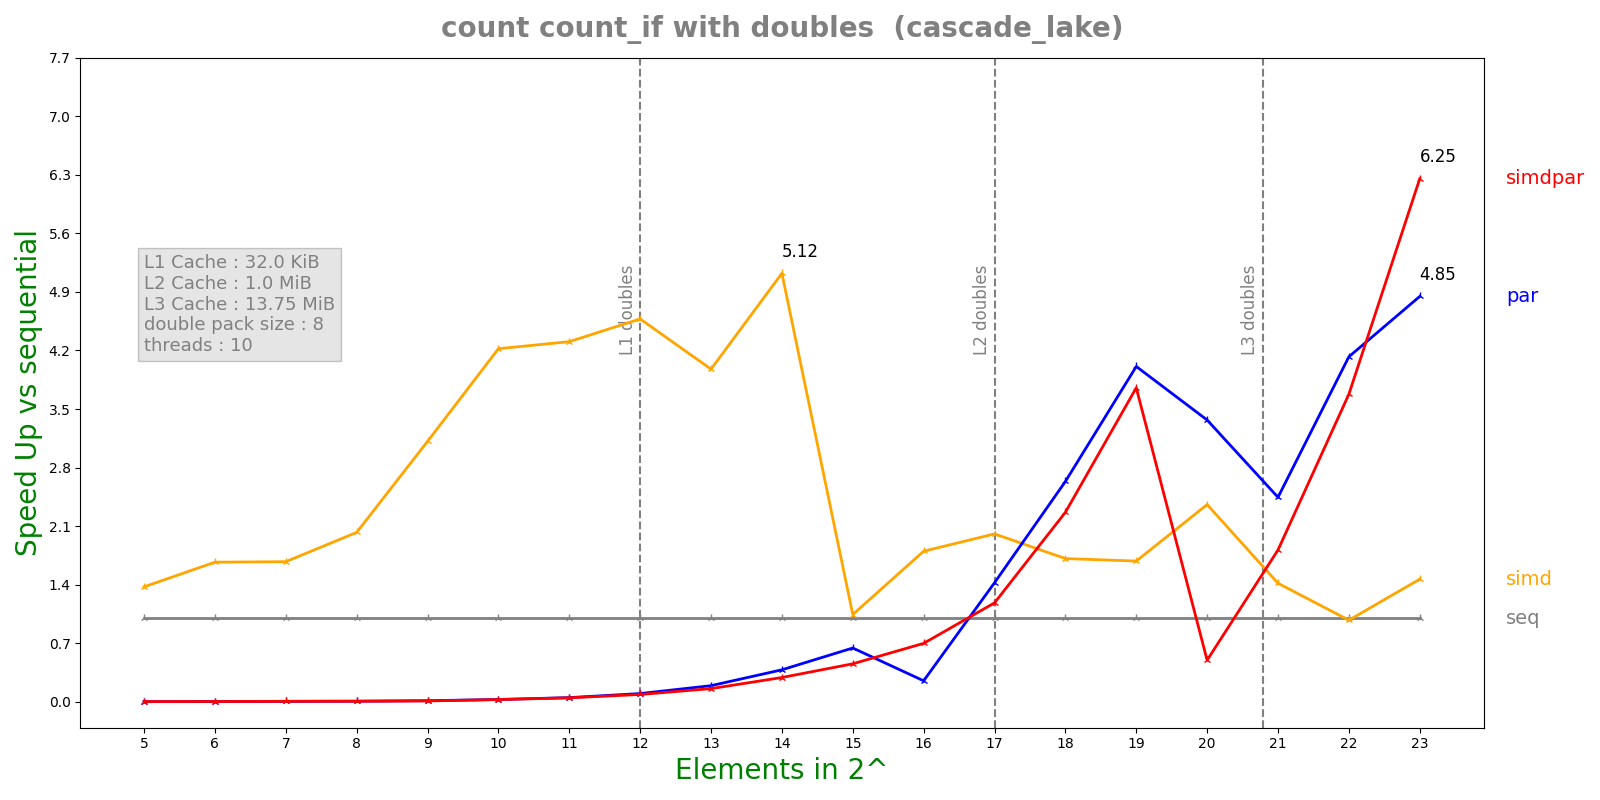 count count_if with doubles (cascade_lake)
Speed Up vs sequential
7.7
7.0
6.3
5.6
4.9
4.2
3.5
2.8
2.1
1.4
0.7
0.0
L1 Cache : 32.0 KiB
L2 Cache : 1.0 MiB
L3 Cache : 13.75 MiB
double pack size : 8
threads : 10
L1 doubles
L2 doubles
L3 doubles
5.12
6.25
4.85
simdpar
par
simd
seq
5 6 7 8 9 10 11 12 13 14 15 16 17 18 19 20 21 22 23
Elements in 2^